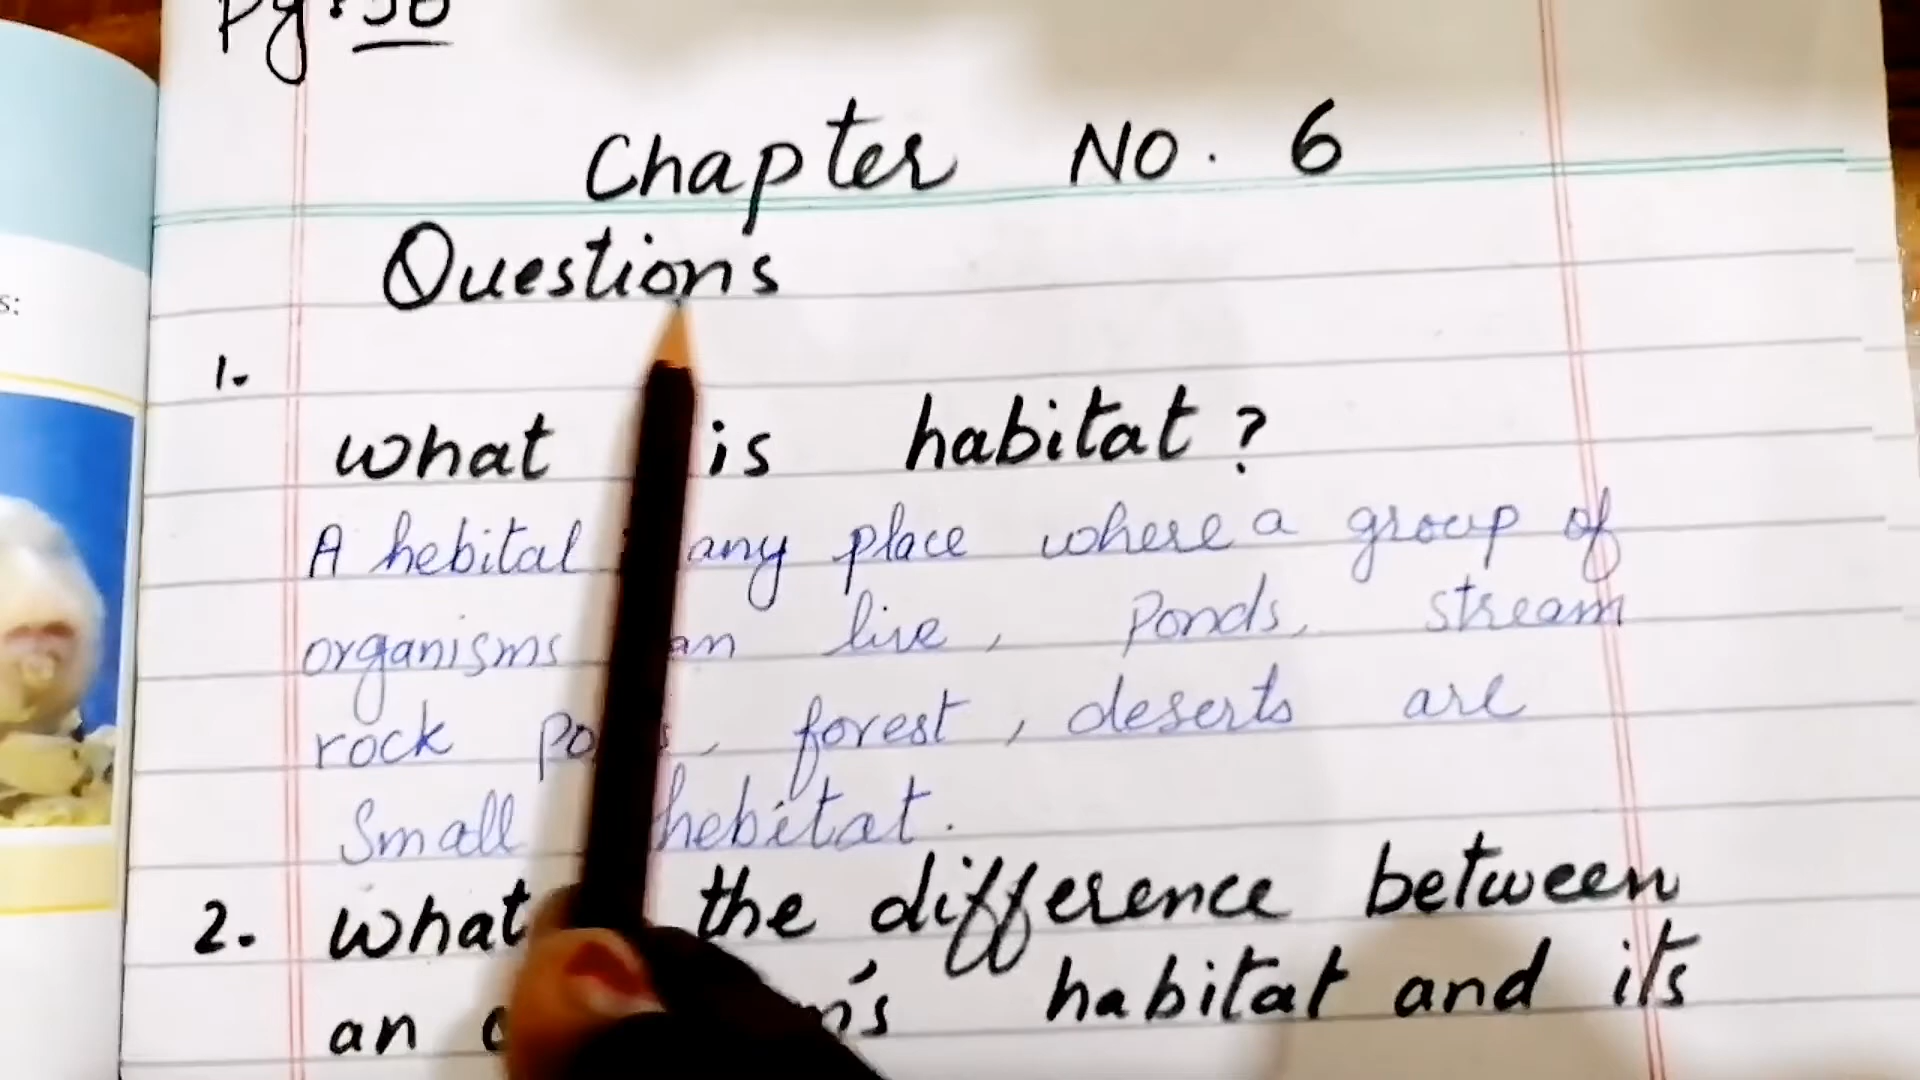 Pg:
s:
Chapter NO. 6
Questions
1.
what is habitat?
A hebital any place where a group of
organisms an live, Ponds, stream
rock , forest, deserts are
Small hebitat.
2. what the difference between
an habitat and its